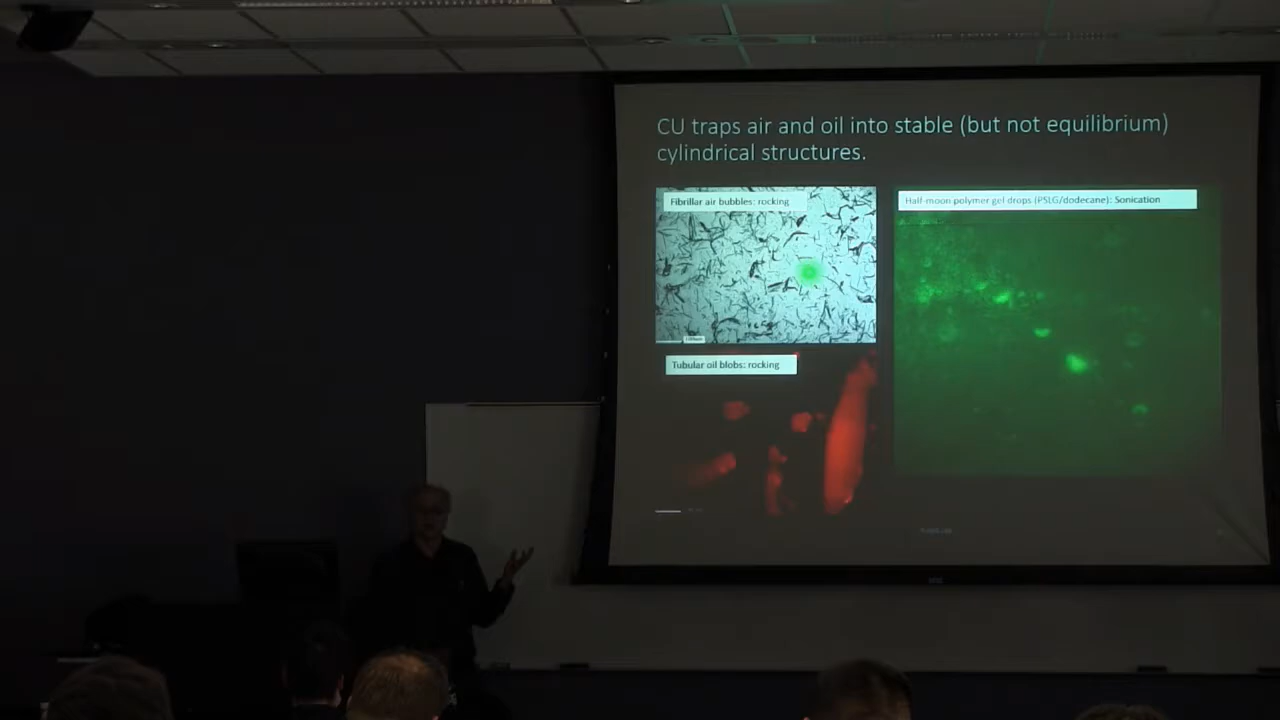 CU traps air and oil into stable (but not equilibrium)
cylindrical structures.
Fibrillar air bubbles: rocking
Half-moon polymer gel drops (PSLG/dodecane): Sonication
Tubular oil blobs: rocking